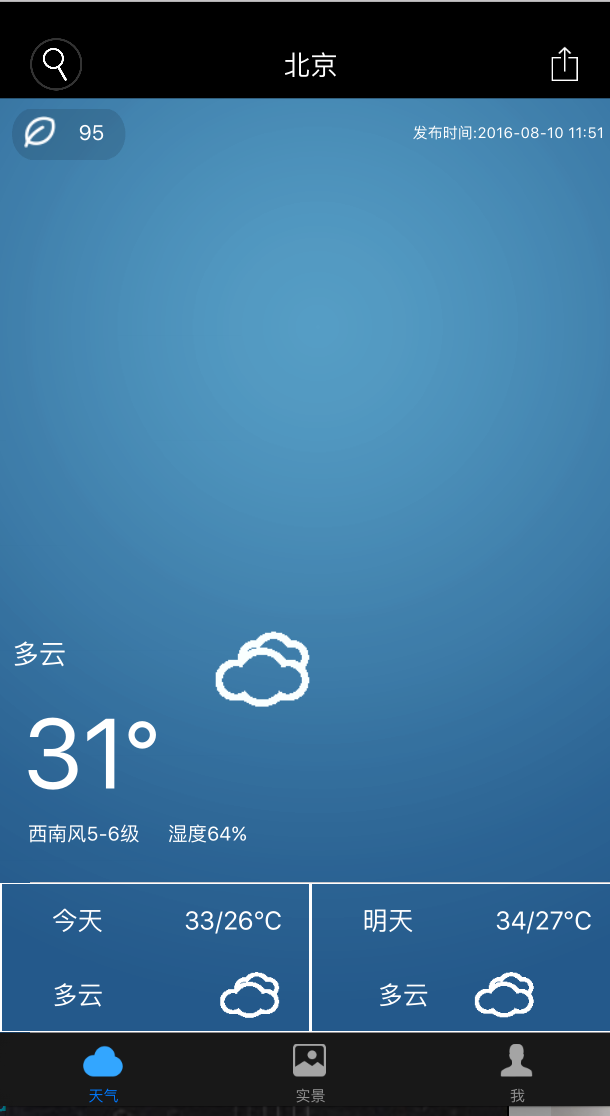 北京
95
发布时间:2016-08-10 11:51
多云
31°
西南风5-6级 湿度64%
今天 33/26℃
多云
明天 34/27℃
多云
天气 实景 我